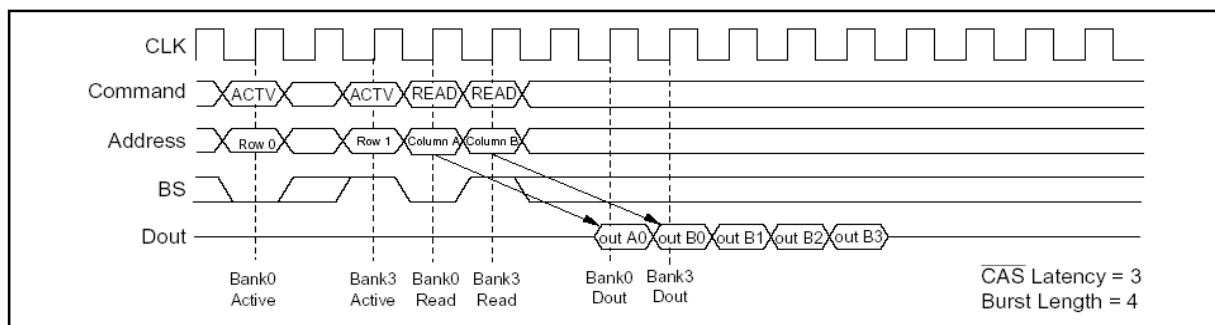 CLK
Command ACTV ACTV READ READ
Address Row 0 Row 1 Column A Column B
BS
Dout out A0 out B0 out B1 out B2 out B3
Bank0 Bank3 Bank0 Bank3 Bank0 Bank3
Active Active Read Read Dout Dout
CAS Latency = 3
Burst Length = 4